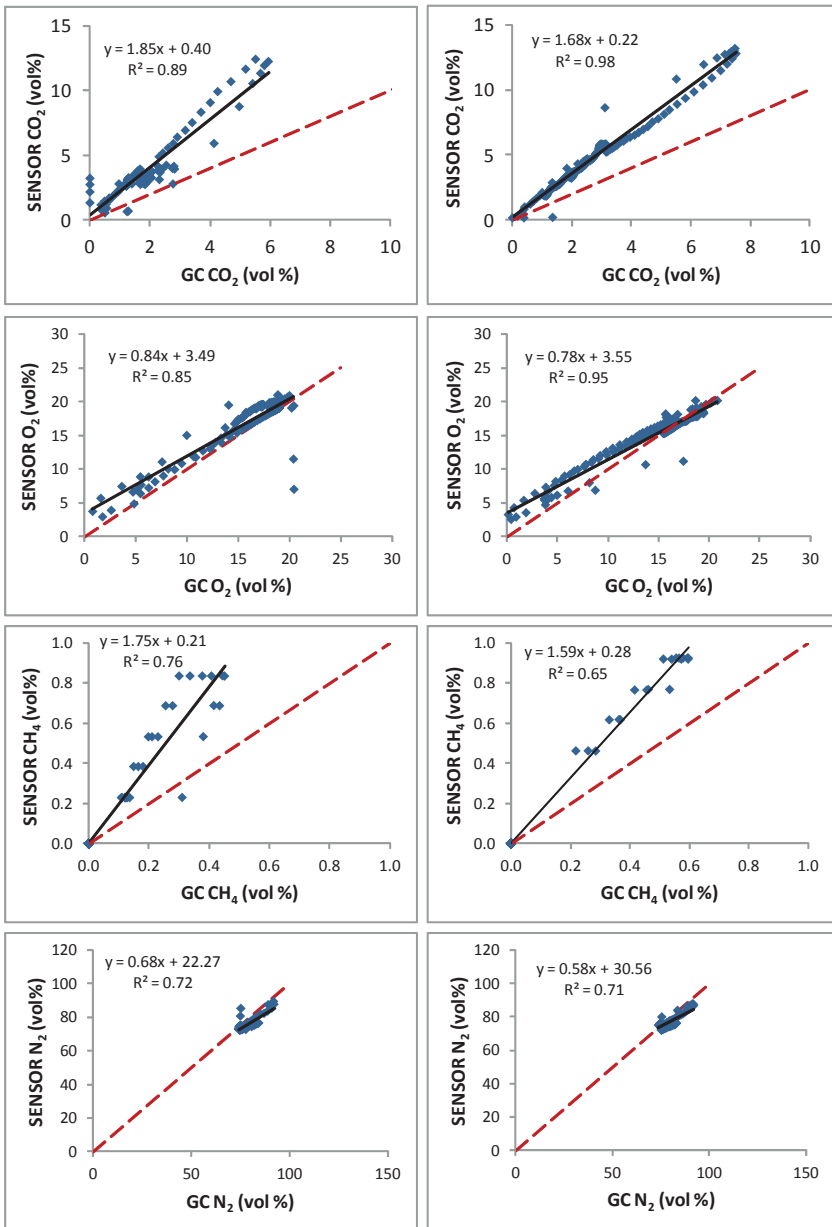 15
10
5
0
y = 1.85x + 0.40
R² = 0.89
SENSOR CO₂ (vol%)
0 2 4 6 8 10
GC CO₂ (vol %)
15
10
5
0
y = 1.68x + 0.22
R² = 0.98
SENSOR CO₂ (vol%)
0 2 4 6 8 10
GC CO₂ (vol %)
30
25
20
15
10
5
0
y = 0.84x + 3.49
R² = 0.85
SENSOR O₂ (vol%)
0 5 10 15 20 25 30
GC O₂ (vol%)
30
25
20
15
10
5
0
y = 0.78x + 3.55
R² = 0.95
SENSOR O₂ (vol%)
0 5 10 15 20 25 30
GC O₂ (vol%)
1.0
0.8
0.6
0.4
0.2
0.0
y = 1.75x + 0.21
R² = 0.76
SENSOR CH₄ (vol%)
0.0 0.2 0.4 0.6 0.8 1.0
GC CH₄ (vol %)
1.0
0.8
0.6
0.4
0.2
0.0
y = 1.59x + 0.28
R² = 0.65
SENSOR CH₄ (vol%)
0.0 0.2 0.4 0.6 0.8 1.0
GC CH₄ (vol %)
120
100
80
60
40
20
0
y = 0.68x + 22.27
R² = 0.72
SENSOR N₂ (vol%)
0 50 100 150
GC N₂ (vol %)
120
100
80
60
40
20
0
y = 0.58x + 30.56
R² = 0.71
SENSOR N₂ (vol%)
0 50 100 150
GC N₂ (vol %)